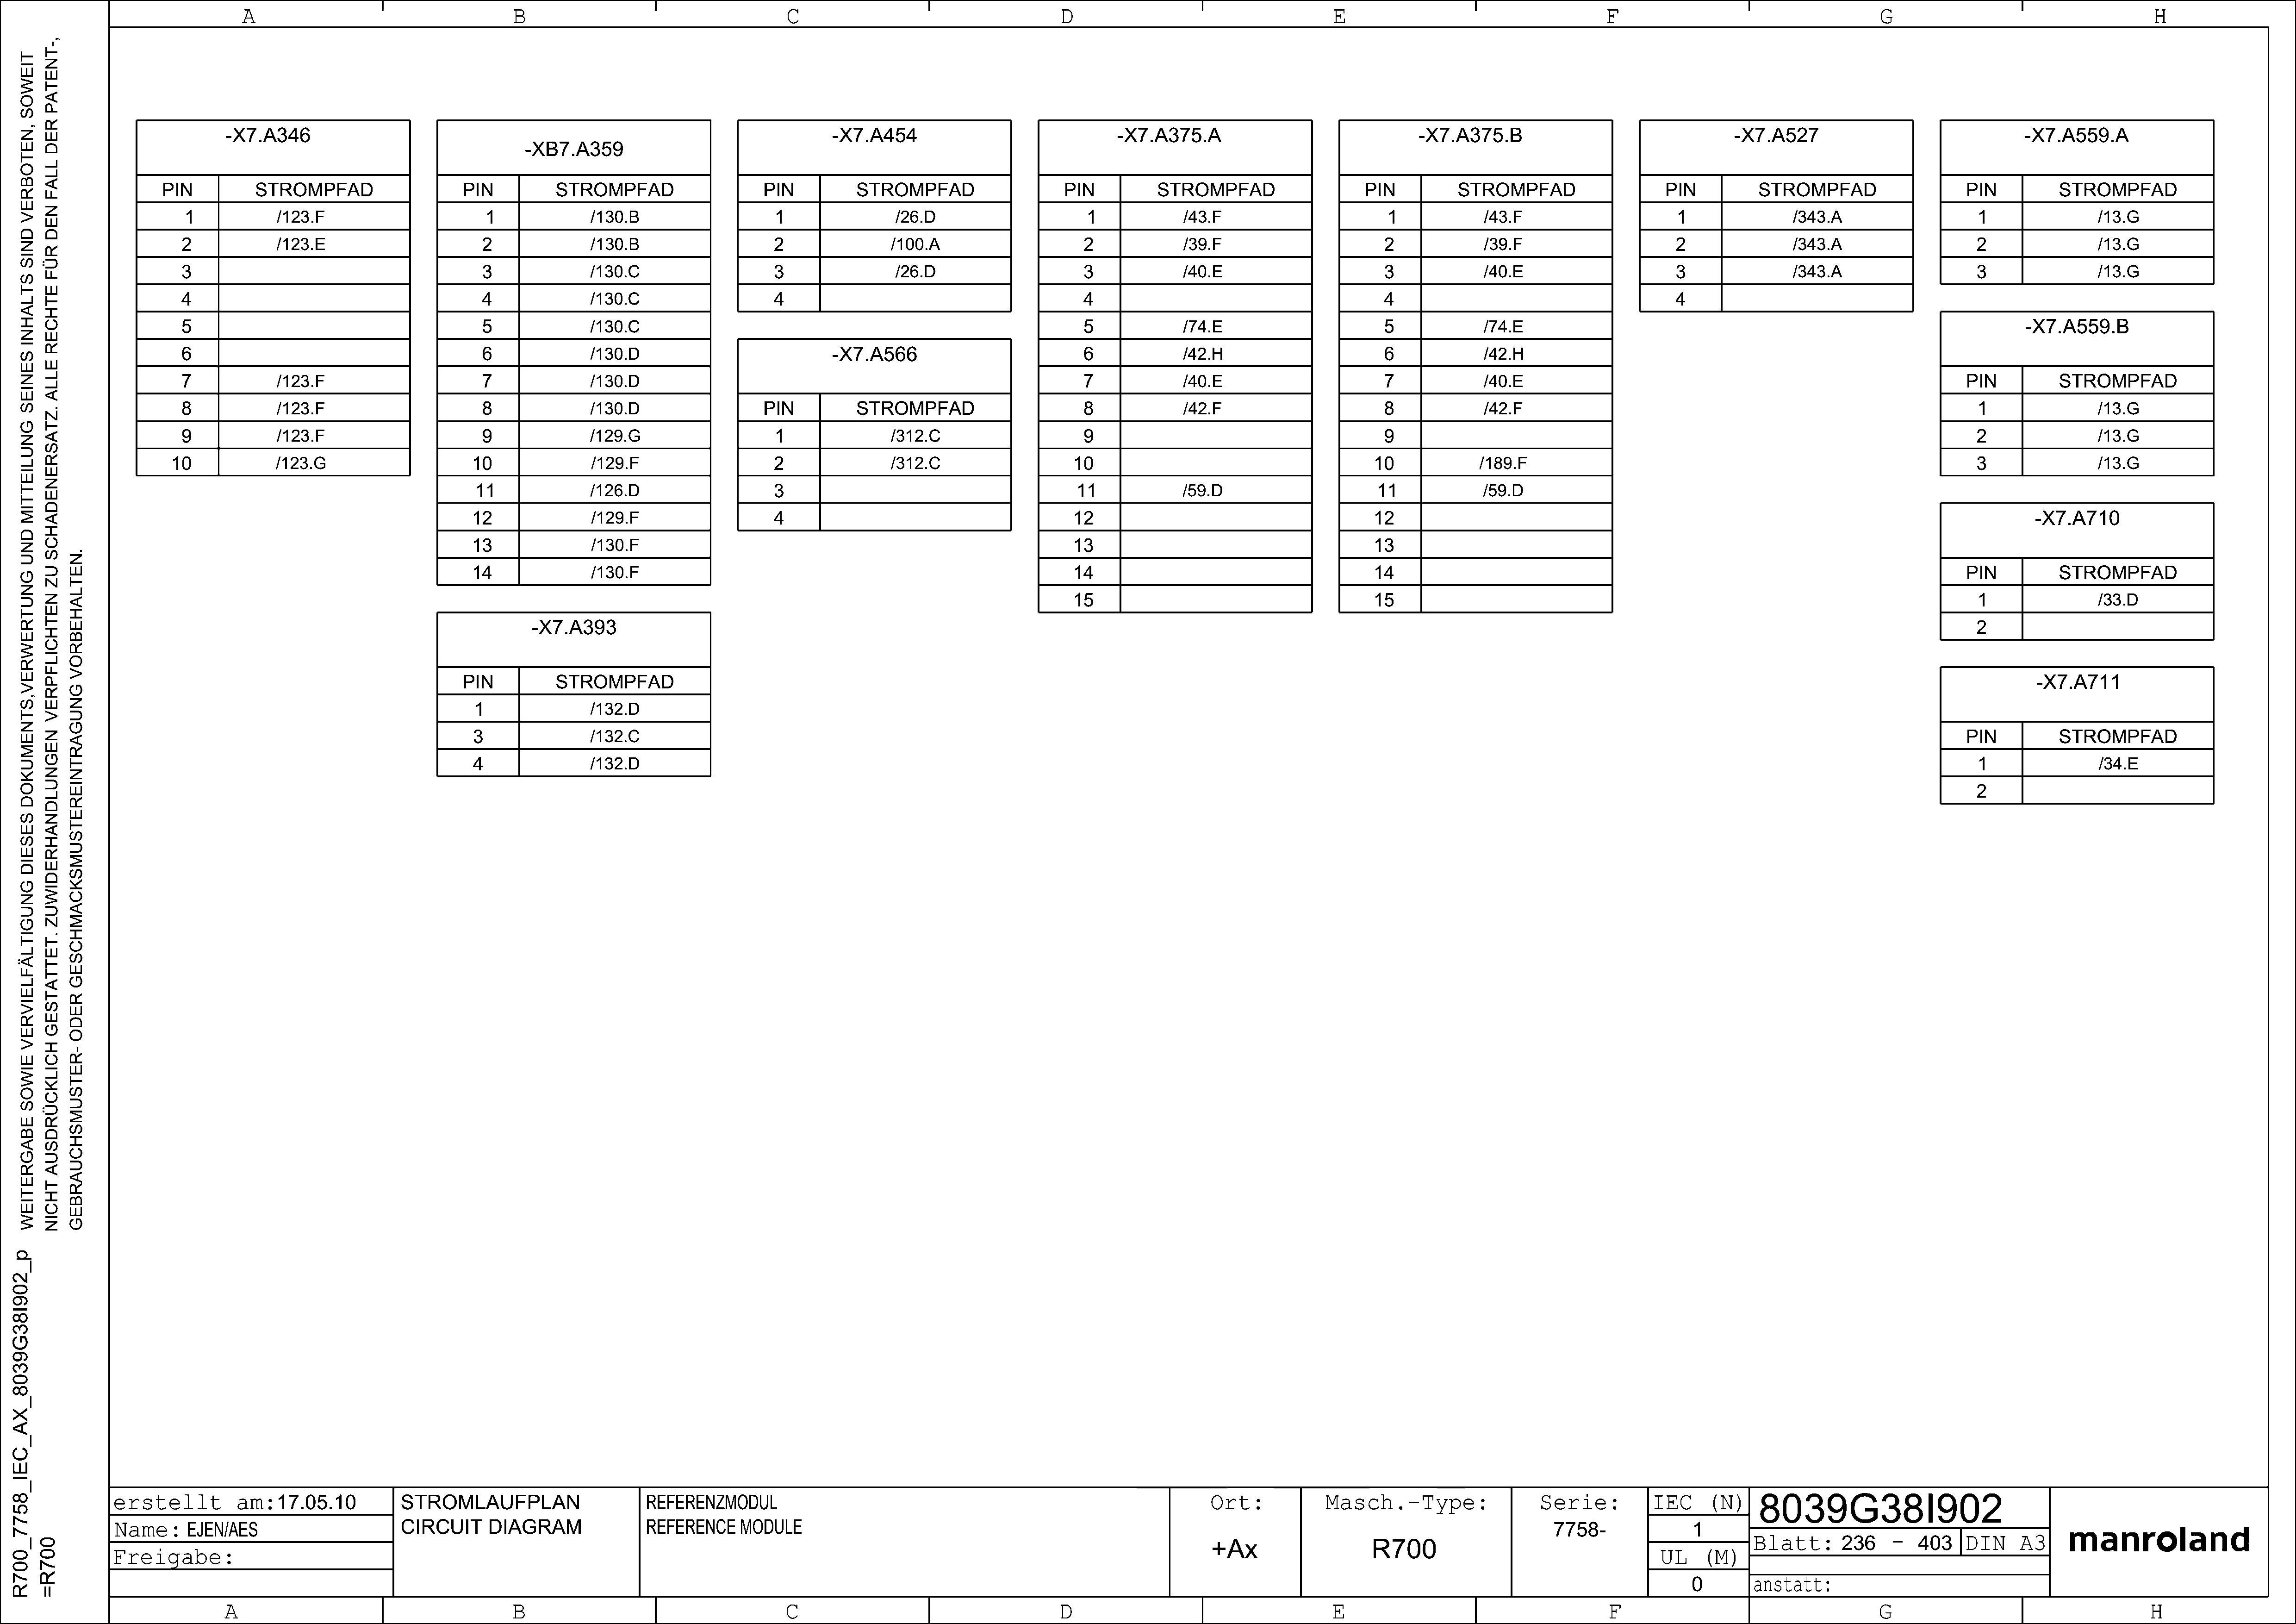 A B C D E F G H
WEITERGABE SOWIE VERVIELFÄLTIGUNG DIESES DOKUMENTS,VERWERTUNG UND MITTEILUNG SEINES INHALTS SIND VERBOTEN, SOWEIT
NICHT AUSDRÜCKLICH GESTATTET. ZUWIDERHANDLUNGEN VERPFLICHTEN ZU SCHADENERSATZ. ALLE RECHTE FÜR DEN FALL DER PATENT-,
GEBRAUCHSMUSTER- ODER GESCHMACKSMUSTEREINTRAGUNG VORBEHALTEN.
R700_7758_IEC_AX_8039G38I902_p
=R700
-X7.A346
PIN STROMPFAD
1 /123.F
2 /123.E
3
4
5
6
7 /123.F
8 /123.F
9 /123.F
10 /123.G
-XB7.A359
PIN STROMPFAD
1 /130.B
2 /130.B
3 /130.C
4 /130.C
5 /130.C
6 /130.D
7 /130.D
8 /130.D
9 /129.G
10 /129.F
11 /126.D
12 /129.F
13 /130.F
14 /130.F
-X7.A393
PIN STROMPFAD
1 /132.D
3 /132.C
4 /132.D
-X7.A454
PIN STROMPFAD
1 /26.D
2 /100.A
3 /26.D
4
-X7.A566
PIN STROMPFAD
1 /312.C
2 /312.C
3
4
-X7.A375.A
PIN STROMPFAD
1 /43.F
2 /39.F
3 /40.E
4
5 /74.E
6 /42.H
7 /40.E
8 /42.F
9
10
11 /59.D
12
13
14
15
-X7.A375.B
PIN STROMPFAD
1 /43.F
2 /39.F
3 /40.E
4
5 /74.E
6 /42.H
7 /40.E
8 /42.F
9
10 /189.F
11 /59.D
12
13
14
15
-X7.A527
PIN STROMPFAD
1 /343.A
2 /343.A
3 /343.A
4
-X7.A559.A
PIN STROMPFAD
1 /13.G
2 /13.G
3 /13.G
-X7.A559.B
PIN STROMPFAD
1 /13.G
2 /13.G
3 /13.G
-X7.A710
PIN STROMPFAD
1 /33.D
2
-X7.A711
PIN STROMPFAD
1 /34.E
2
erstellt am:17.05.10
Name: EJEN/AES
Freigabe:
STROMLAUFPLAN
CIRCUIT DIAGRAM
REFERENZMODUL
REFERENCE MODULE
Ort:
+Ax
Masch.-Type:
R700
Serie:
7758-
IEC (N)
1
UL (M)
0
8039G38I902
Blatt: 236 - 403 DIN A3
anstatt:
manroland
A B C D E F G H